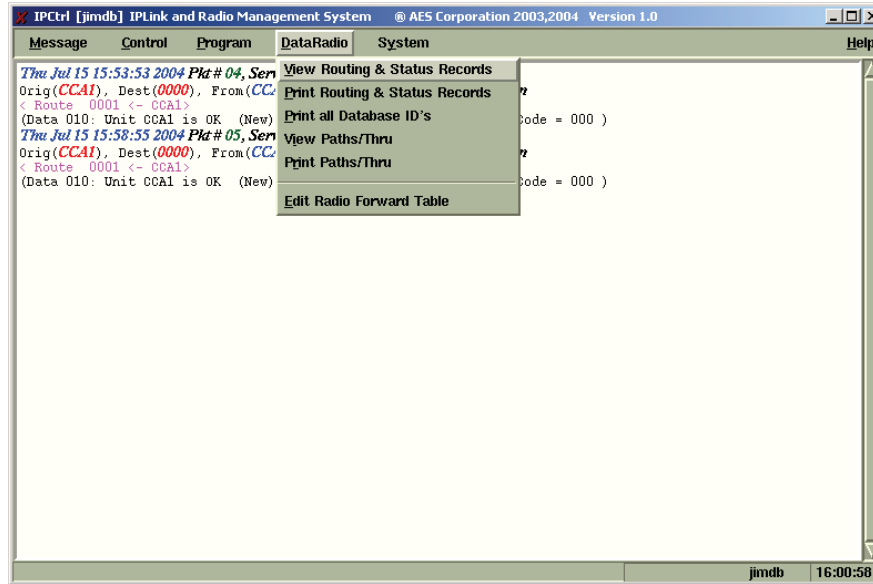 IPCtrl [jimdb] IPLink and Radio Management System ® AES Corporation 2003,2004 Version 1.0
Message Control Program DataRadio System Help
Thu Jul 15 15:53:53 2004 Pkt # 04, Ser
Orig(CCA1), Dest(0000), From(CC
< Route 0001 <- CCA1>
(Data 010: Unit CCA1 is OK (New) Code = 000 )
Thu Jul 15 15:58:55 2004 Pkt # 05, Ser
Orig(CCA1), Dest(0000), From(CC
< Route 0001 <- CCA1>
(Data 010: Unit CCA1 is OK (New) Code = 000 )
View Routing & Status Records
Print Routing & Status Records
Print all Database ID's
View Paths/Thru
Print Paths/Thru
Edit Radio Forward Table
jimdb 16:00:58